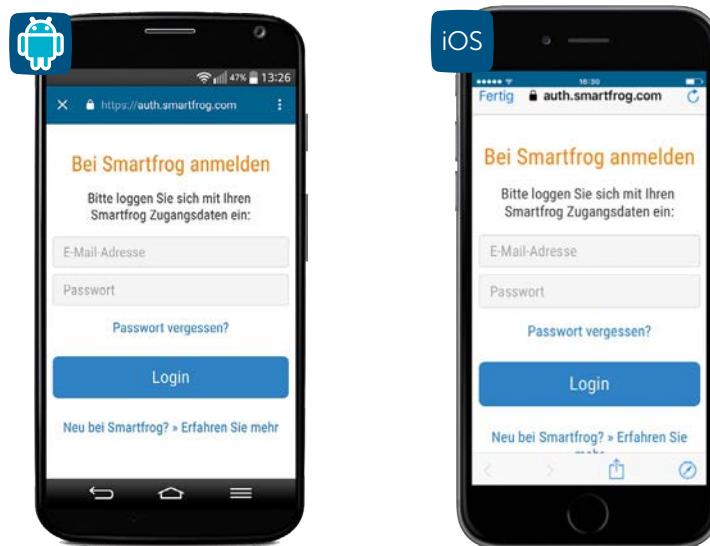 47% 13:26
https://auth.smartfrog.com
Bei Smartfrog anmelden
Bitte loggen Sie sich mit Ihren
Smartfrog Zugangsdaten ein:
E-Mail-Adresse
Passwort
Passwort vergessen?
Login
Neu bei Smartfrog? » Erfahren Sie mehr
iOS
16:30
Fertig auth.smartfrog.com
Bei Smartfrog anmelden
Bitte loggen Sie sich mit Ihren
Smartfrog Zugangsdaten ein:
E-Mail-Adresse
Passwort
Passwort vergessen?
Login
Neu bei Smartfrog? » Erfahren Sie
mehr